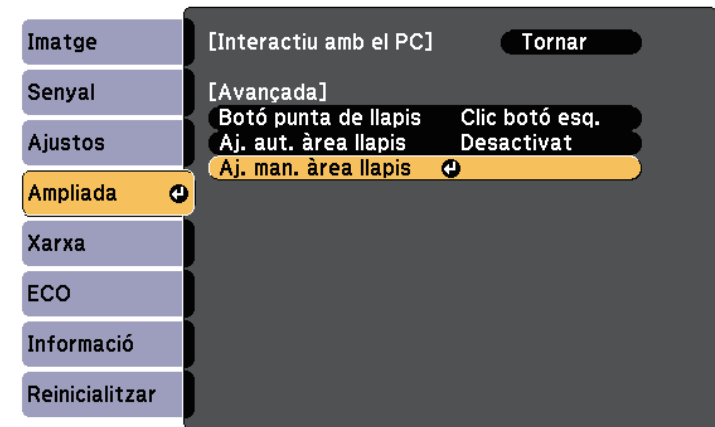 Imatge
Senyal
Ajustos
Ampliada
Xarxa
ECO
Informació
Reinicialitzar
[Interactiu amb el PC] Tornar
[Avançada]
Botó punta de llapis Clic botó esq.
Aj. aut. àrea llapis Desactivat
Aj. man. àrea llapis